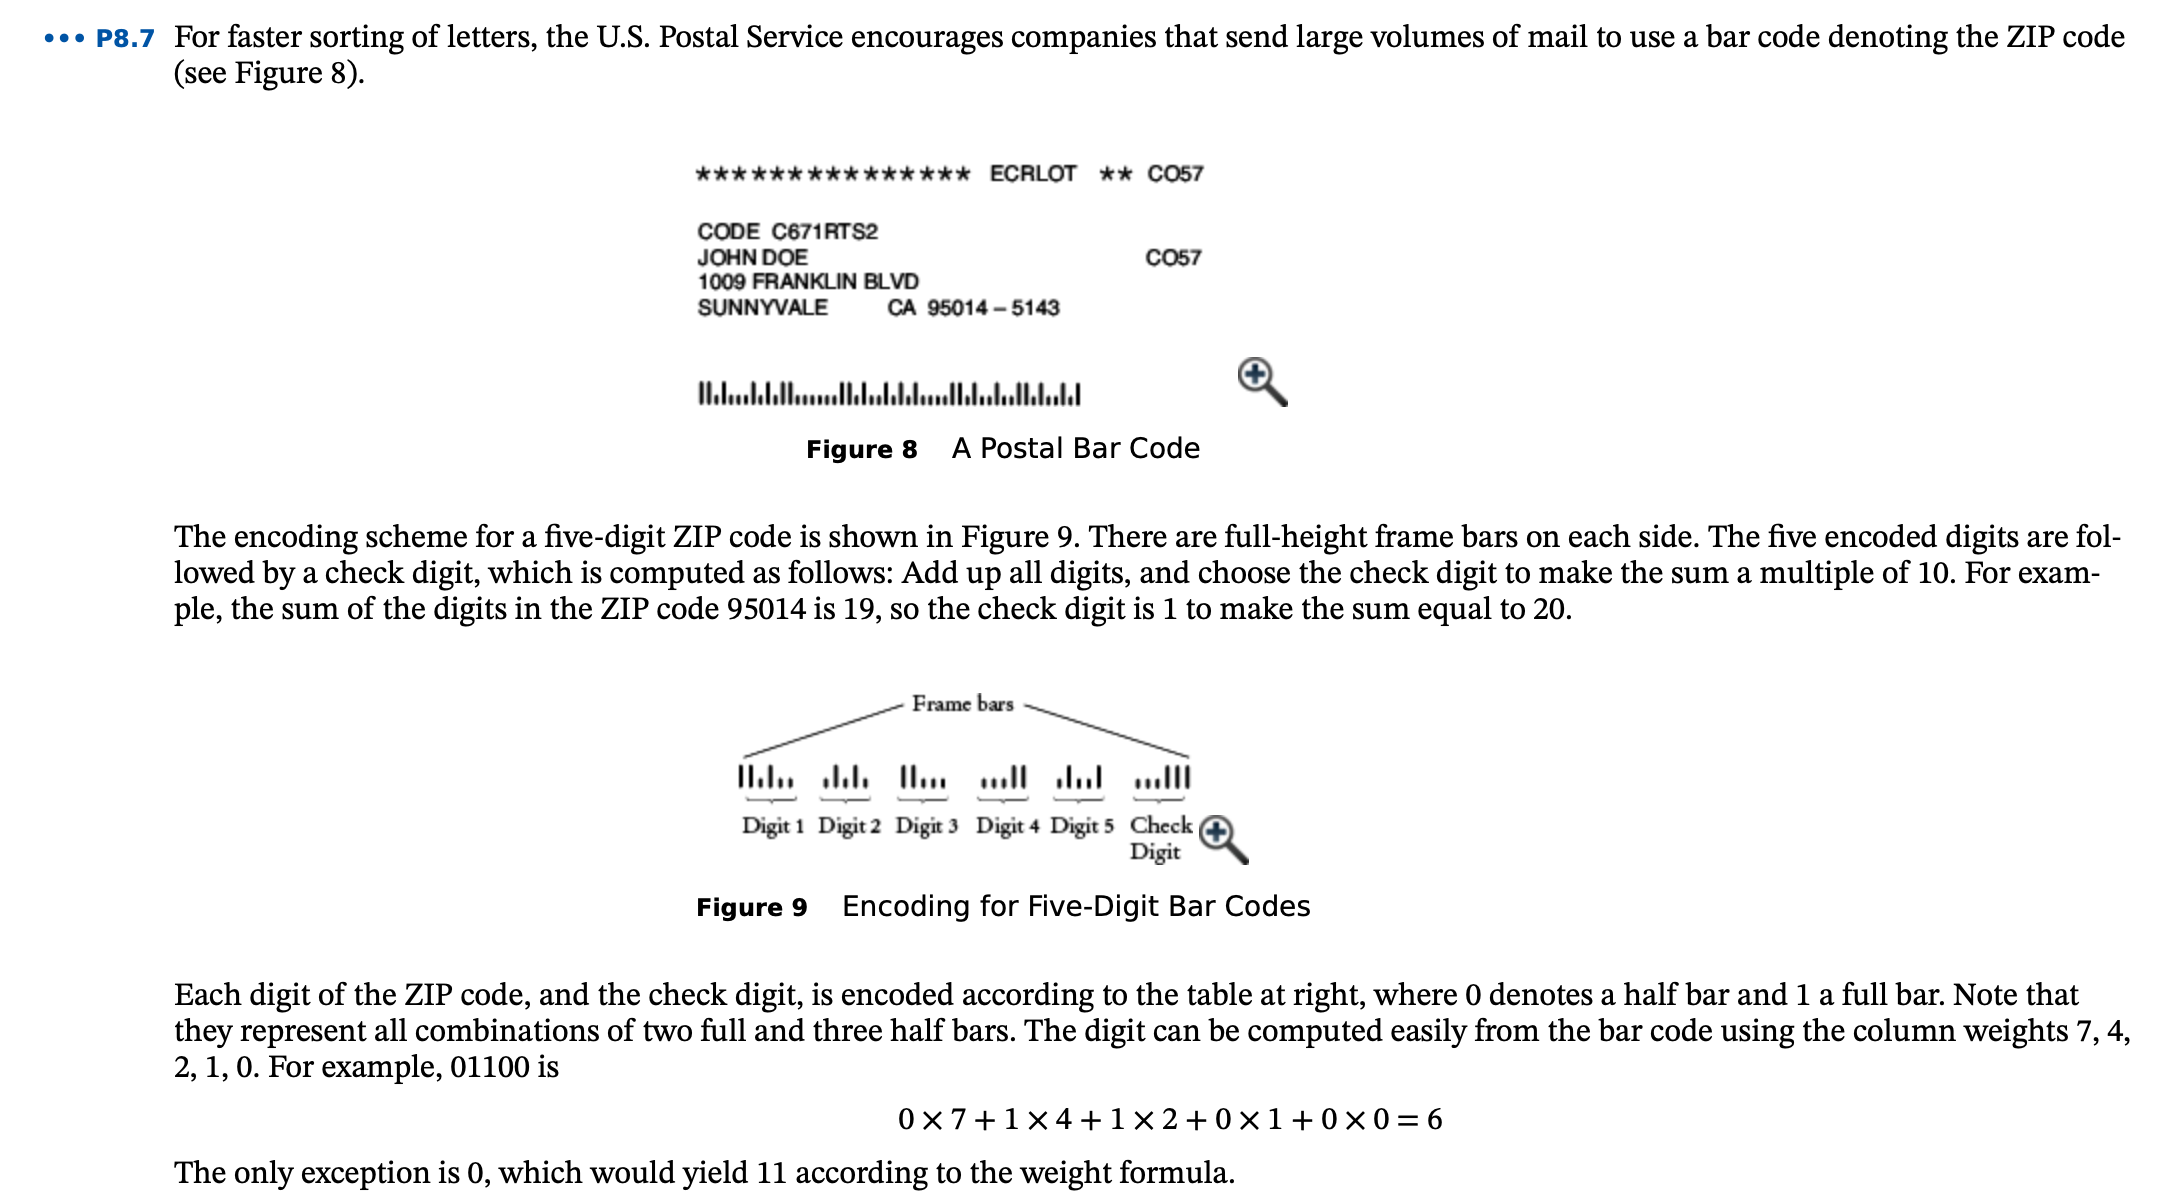 ••• P8.7 For faster sorting of letters, the U.S. Postal Service encourages companies that send large volumes of mail to use a bar code denoting the ZIP code
(see Figure 8).
*************** ECRLOT ** CO57
CODE C671RTS2
JOHN DOE CO57
1009 FRANKLIN BLVD
SUNNYVALE CA 95014 – 5143
Figure 8 A Postal Bar Code
The encoding scheme for a five-digit ZIP code is shown in Figure 9. There are full-height frame bars on each side. The five encoded digits are fol-
lowed by a check digit, which is computed as follows: Add up all digits, and choose the check digit to make the sum a multiple of 10. For exam-
ple, the sum of the digits in the ZIP code 95014 is 19, so the check digit is 1 to make the sum equal to 20.
Frame bars
Digit 1 Digit 2 Digit 3 Digit 4 Digit 5 Check
Digit
Figure 9 Encoding for Five-Digit Bar Codes
Each digit of the ZIP code, and the check digit, is encoded according to the table at right, where 0 denotes a half bar and 1 a full bar. Note that
they represent all combinations of two full and three half bars. The digit can be computed easily from the bar code using the column weights 7, 4,
2, 1, 0. For example, 01100 is
0 × 7 + 1 × 4 + 1 × 2 + 0 × 1 + 0 × 0 = 6
The only exception is 0, which would yield 11 according to the weight formula.